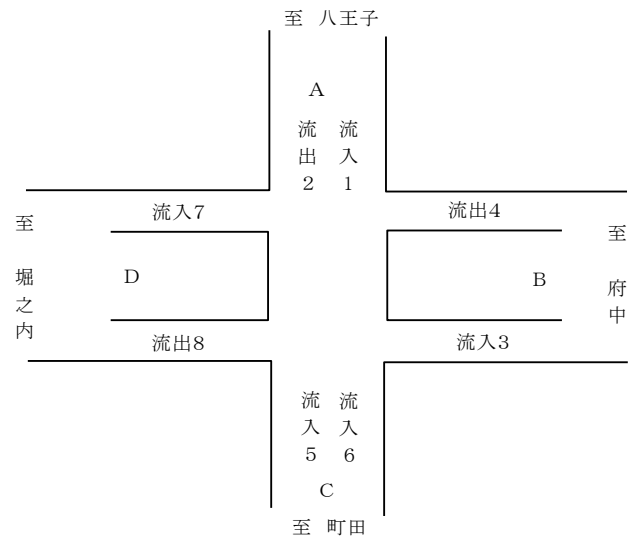 至 八王子
A
流出2
流入1
流入7
流出4
至 堀之内
D
B
至 府中
流出8
流入3
流入5
流入6
C
至 町田